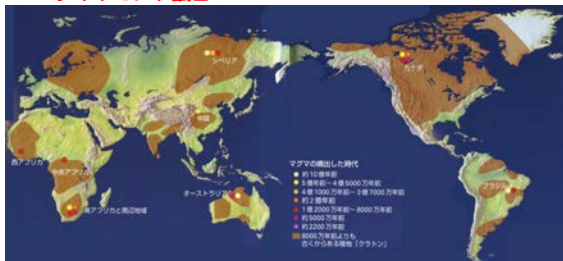 シベリア
カナダ
中国
西アフリカ
中央アフリカ
オーストラリア
ブラジル
南アフリカと周辺地域
マグマの噴出した時代
約10億年前
5億年前～4億5000万年前
4億1000万年前～3億7000万年前
約2億年前
1億2000万年前～8000万年前
約5000万年前
約2200万年前
8000万年前よりも
古くからある陸地「クラトン」